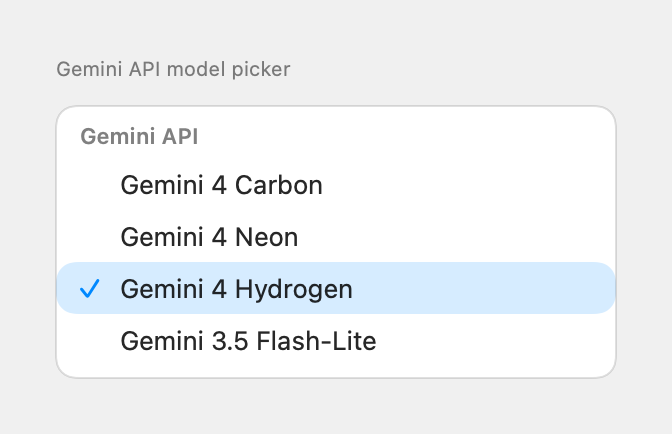 Gemini API model picker
Gemini API
Gemini 4 Carbon
Gemini 4 Neon
Gemini 4 Hydrogen
Gemini 3.5 Flash-Lite